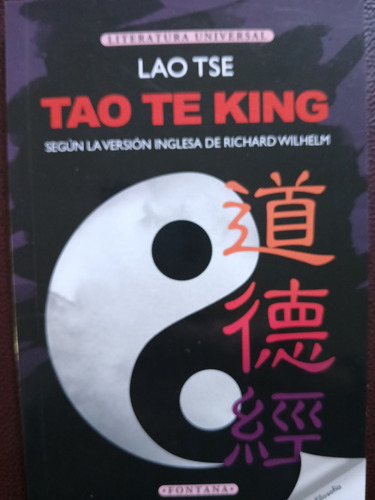 LITERATURA UNIVERSAL
LAO TSE
TAO TE KING
SEGÚN LA VERSIÓN INGLESA DE RICHARD WILHELM
道
德
經
·FONTANA·